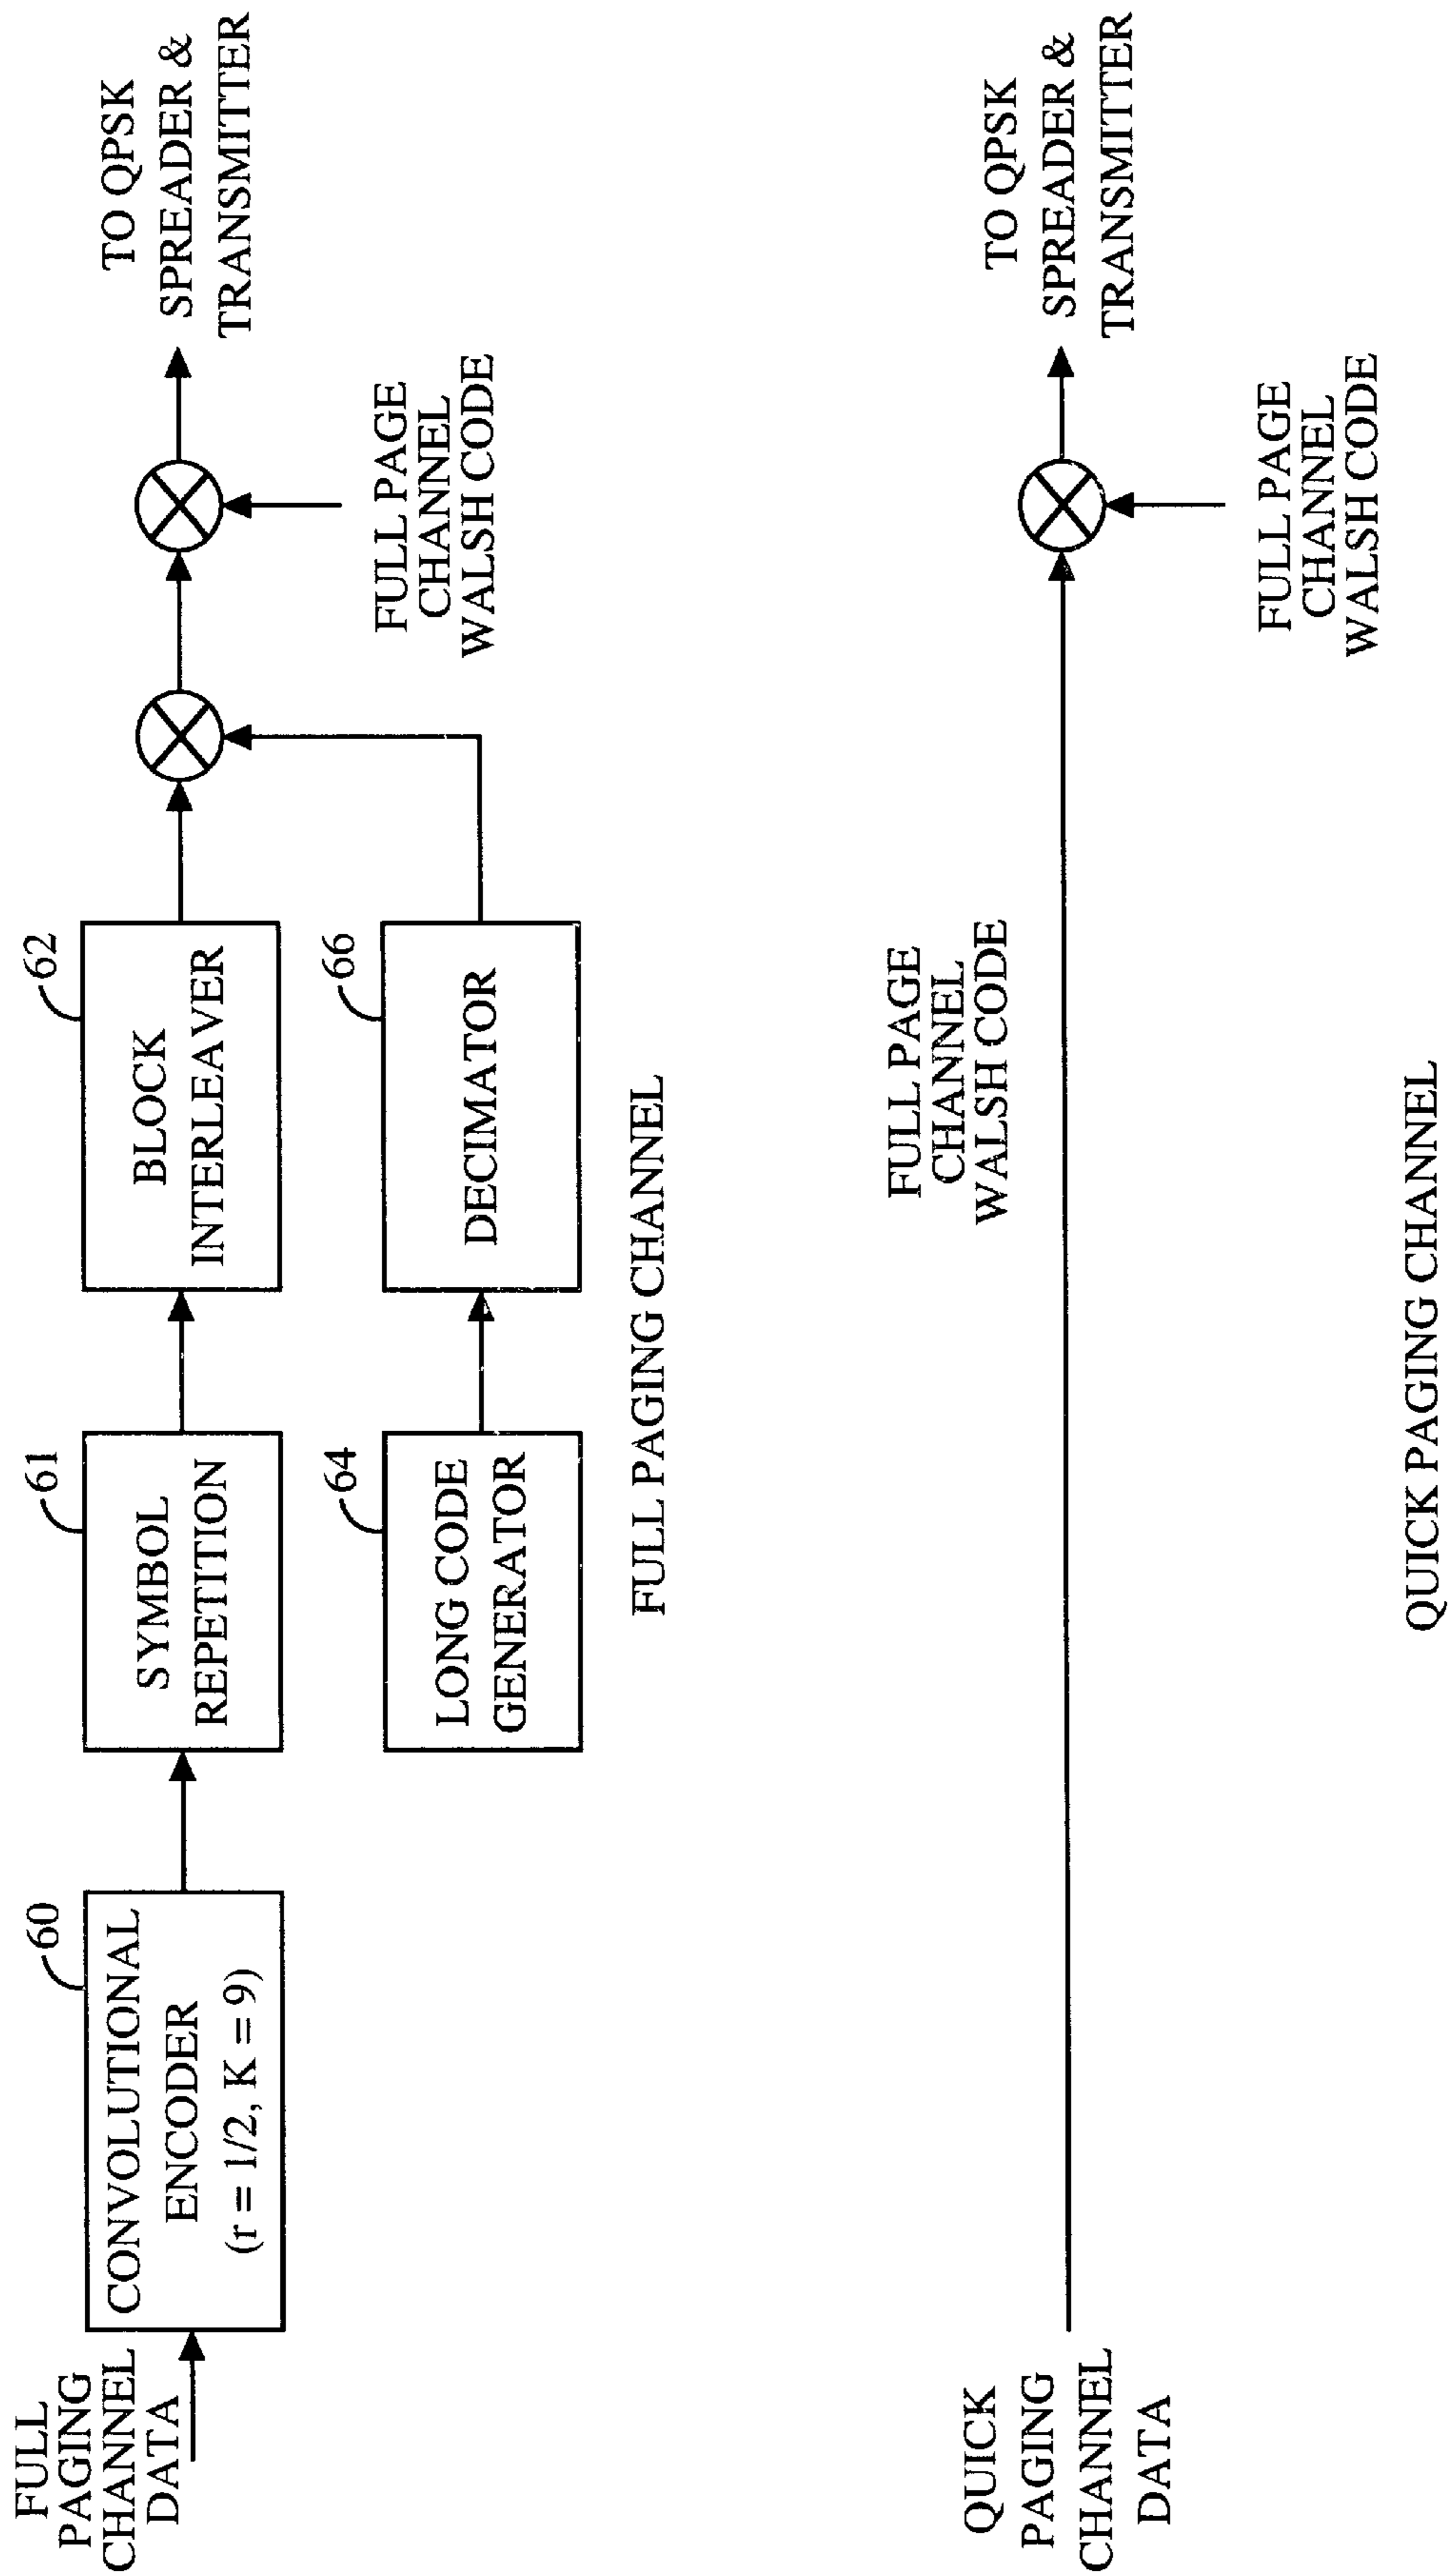 FULL
PAGING
CHANNEL
DATA
60
CONVOLUTIONAL
ENCODER
(r = 1/2, K = 9)
61
SYMBOL
REPETITION
62
BLOCK
INTERLEAVER
TO QPSK
SPREADER &
TRANSMITTER
64
LONG CODE
GENERATOR
66
DECIMATOR
FULL PAGE
CHANNEL
WALSH CODE
FULL PAGING CHANNEL
FULL PAGE
CHANNEL
WALSH CODE
QUICK
PAGING
CHANNEL
DATA
TO QPSK
SPREADER &
TRANSMITTER
FULL PAGE
CHANNEL
WALSH CODE
QUICK PAGING CHANNEL